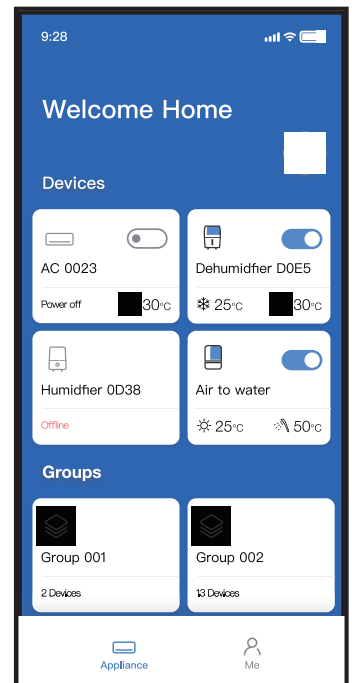 9:28
Welcome Home
Devices
AC 0023
Power off 30°C
Dehumidfier D0E5
25°C 30°C
Humidfier 0D38
Offline
Air to water
25°C 50°C
Groups
Group 001
2 Devices
Group 002
13 Devices
Appliance
Me